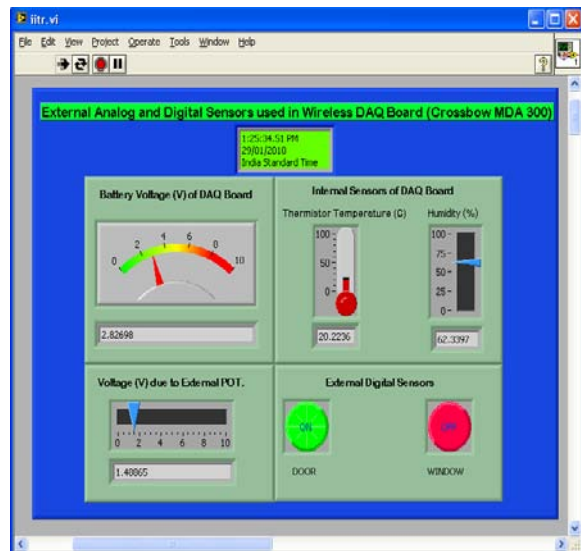 iitr.vi
File Edit View Project Operate Tools Window Help
External Analog and Digital Sensors used in Wireless DAQ Board (Crossbow MDA 300)
1:25:34.51 PM
29/01/2010
India Standard Time
Battery Voltage (V) of DAQ Board
0 2 4 6 8 10
2.82698
Internal Sensors of DAQ Board
Thermistor Temperature (C)
100
50
0
20.2236
Humidity (%)
100
75
50
25
0
62.3397
Voltage (V) due to External POT.
0 2 4 6 8 10
1.48865
External Digital Sensors
ON
DOOR
OFF
WINDOW